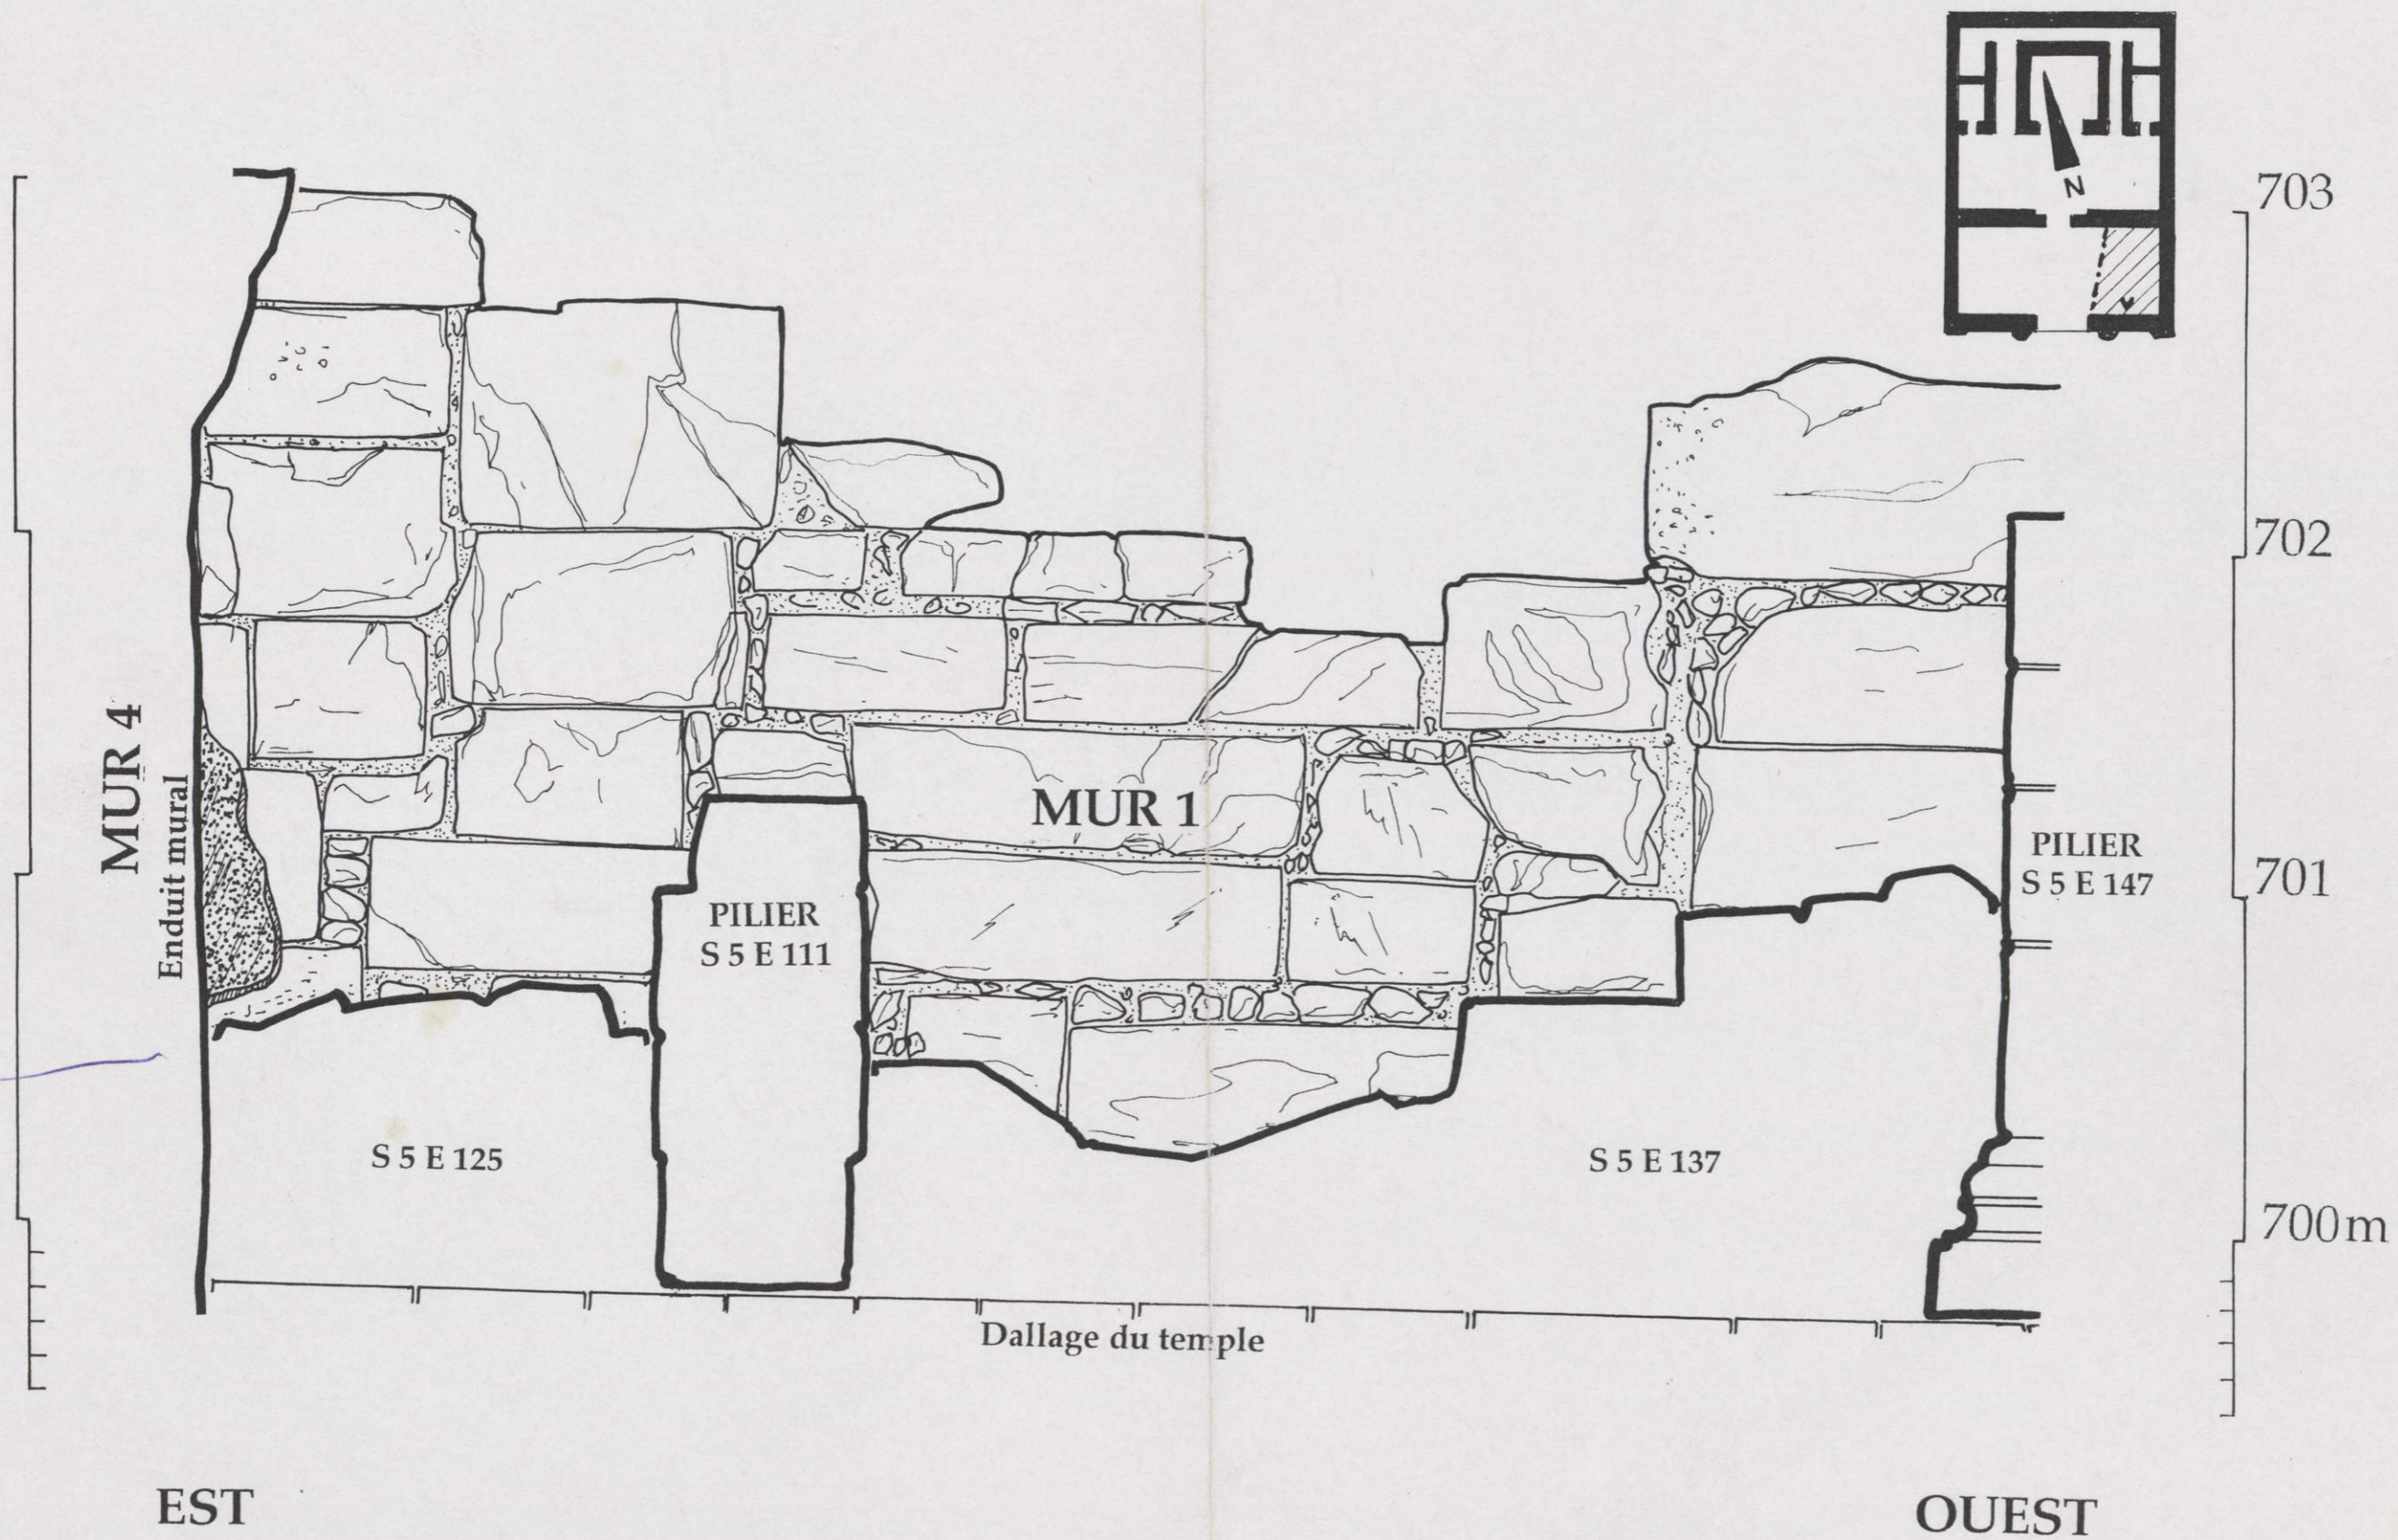 N
703
702
MUR 4
Enduit mural
MUR 1
PILIER
S 5 E 147
701
PILIER
S 5 E 111
S 5 E 125
S 5 E 137
700 m
Dallage du temple
EST
OUEST